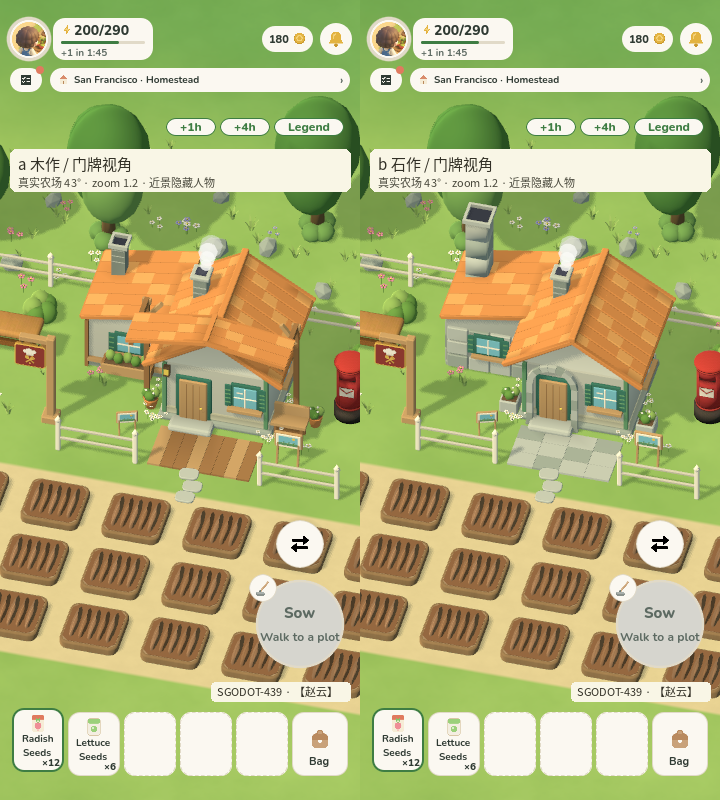 200/290
+1 in 1:45
180
San Francisco · Homestead
+1h
+4h
Legend
a 木作 / 门牌视角
真实农场 43° · zoom 1.2 · 近景隐藏人物
Sow
Walk to a plot
SGODOT-439 · 【赵云】
Radish Seeds
×12
Lettuce Seeds
×6
Bag
200/290
+1 in 1:45
180
San Francisco · Homestead
+1h
+4h
Legend
b 石作 / 门牌视角
真实农场 43° · zoom 1.2 · 近景隐藏人物
Sow
Walk to a plot
SGODOT-439 · 【赵云】
Radish Seeds
×12
Lettuce Seeds
×6
Bag